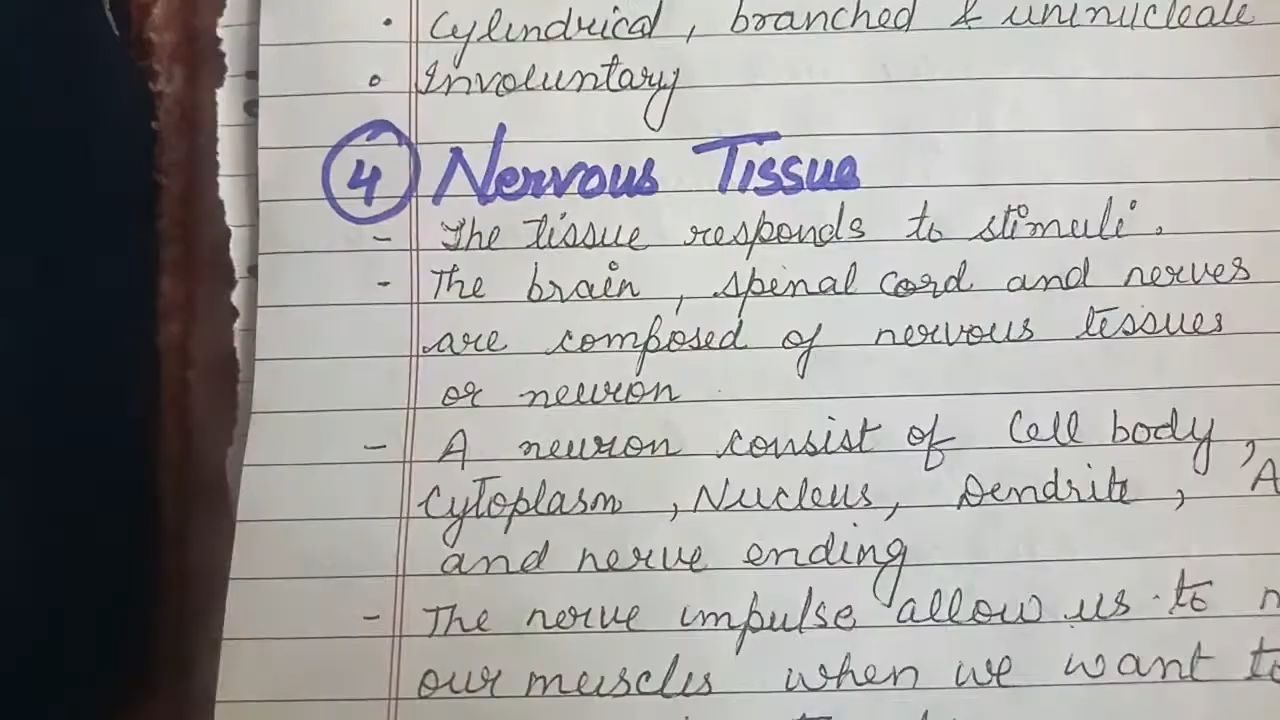 • Cylindrical, branched & uninucleate
• Involuntary
④ Nervous Tissue
- The tissue responds to stimuli.
- The brain, spinal cord and nerves
are composed of nervous tissues
or neuron
- A neuron consist of Cell body,
Cytoplasm, Nucleus, Dendrite, A
and nerve ending
- The nerve impulse allow us to
our muscles when we want to